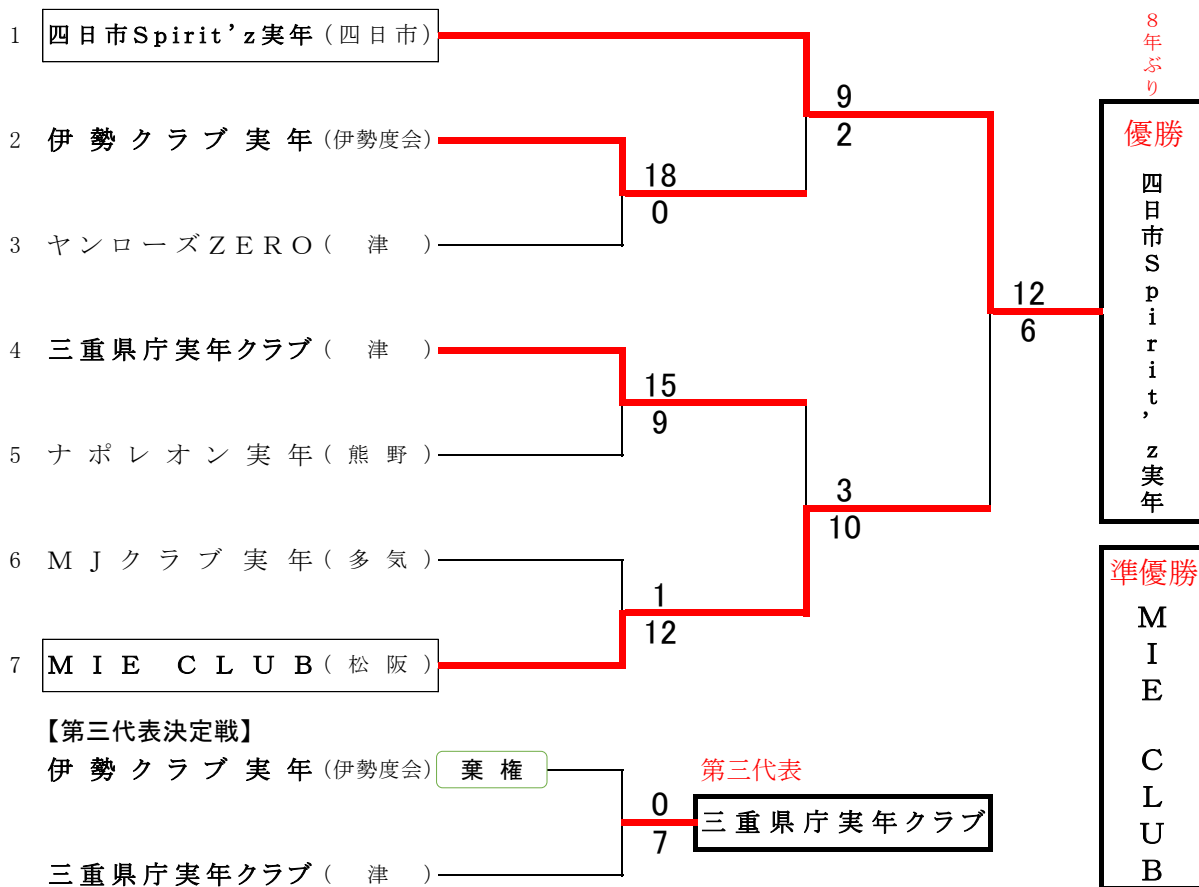 1 四日市Spirit’z実年 (四日市)
2 伊勢クラブ実年 (伊勢度会)
3 ヤンローズZERO ( 津 )
4 三重県庁実年クラブ ( 津 )
5 ナポレオン実年 ( 熊野 )
6 MJクラブ実年 ( 多気 )
7 MIE CLUB ( 松阪 )
18
0
15
9
1
12
9
2
3
10
12
6
8年ぶり
優勝
四日市Spirit’z実年
準優勝
MIE CLUB
【第三代表決定戦】
伊勢クラブ実年 (伊勢度会) 棄権
三重県庁実年クラブ ( 津 )
0
7
第三代表
三重県庁実年クラブ